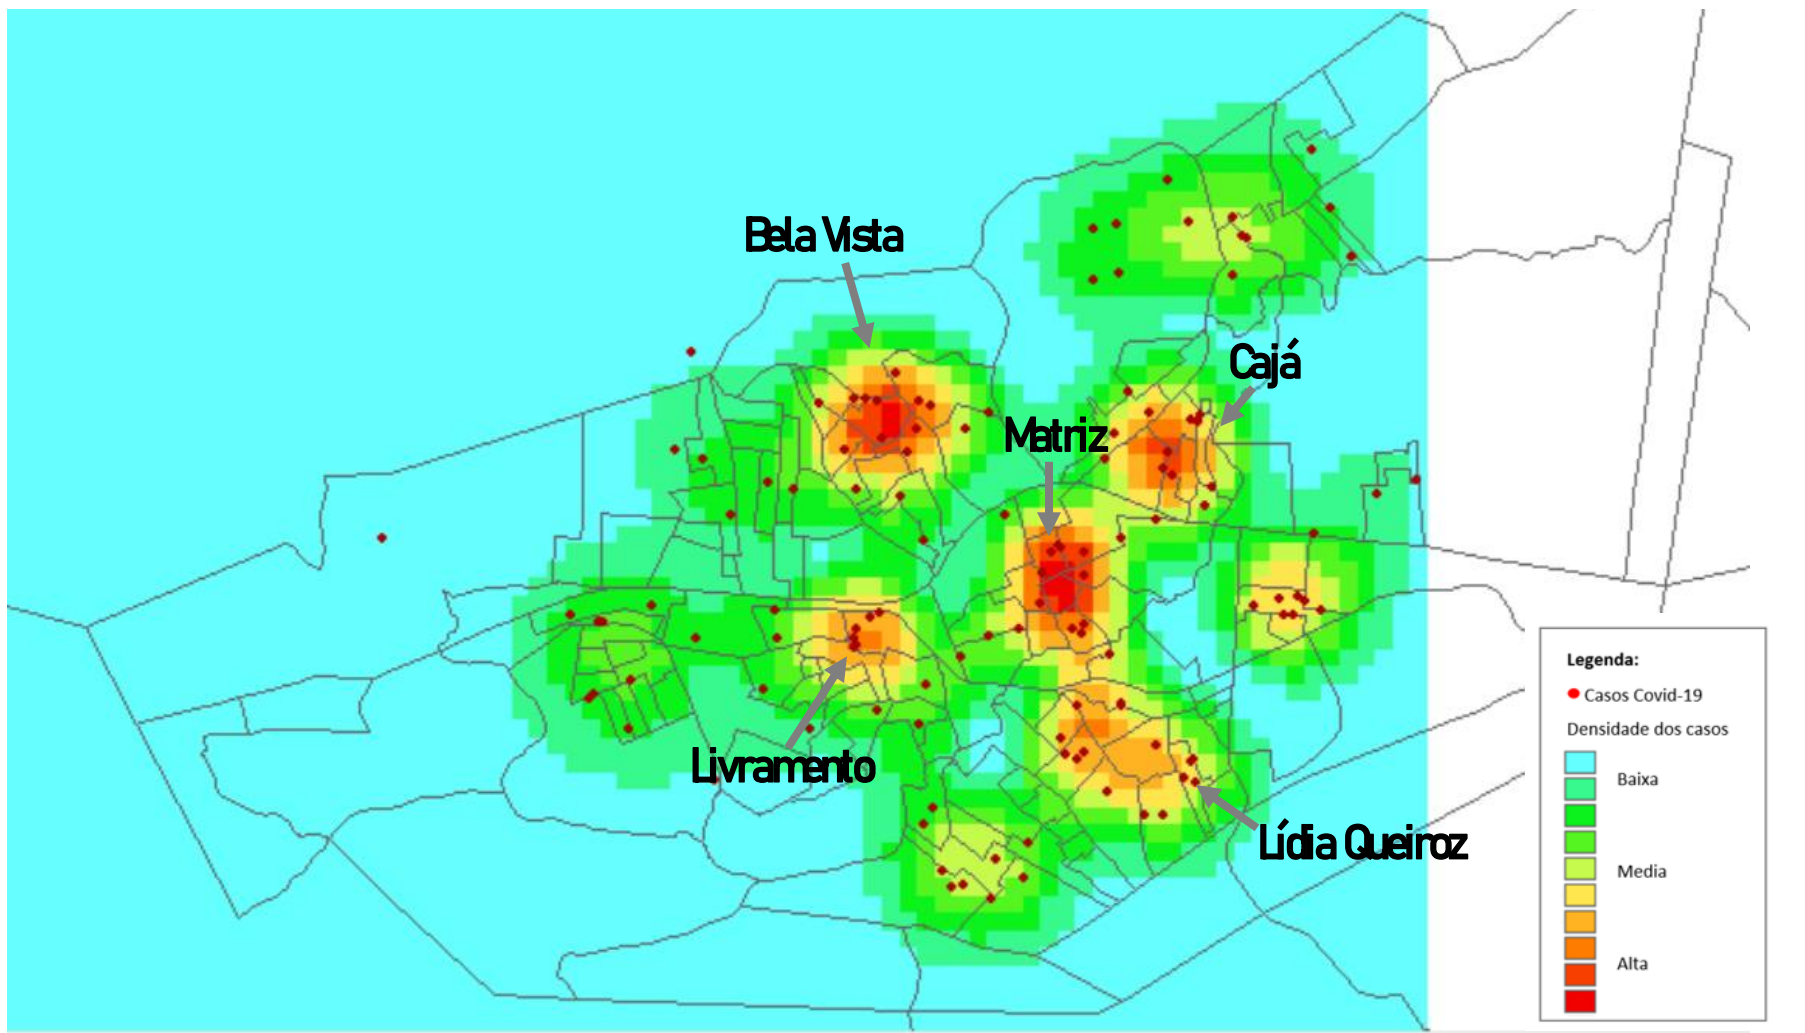 Bela Vista
Cajá
Matriz
Livramento
Lídia Queiroz
Legenda:
Casos Covid-19
Densidade dos casos
Baixa
Media
Alta